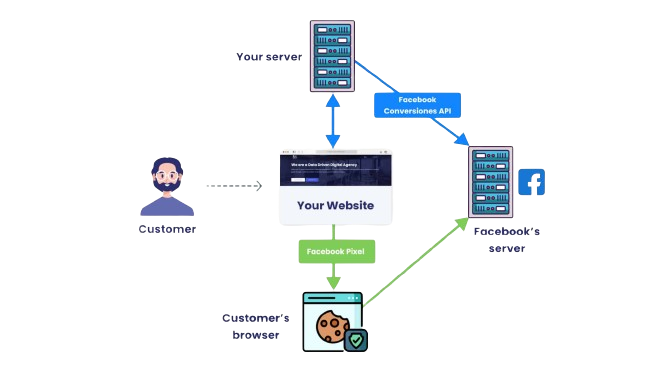 Your server
Facebook
Conversiones API
We are a Data Driven Digital Agency
Your Website
Customer
Facebook's
server
Facebook Pixel
Customer's
browser